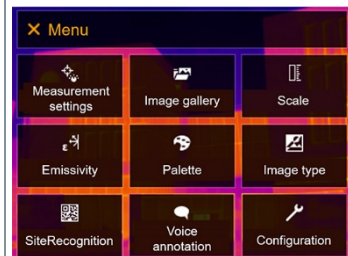 Menu
Measurement
settings
Image gallery
Scale
ε
Emissivity
Palette
Image type
SiteRecognition
Voice
annotation
Configuration